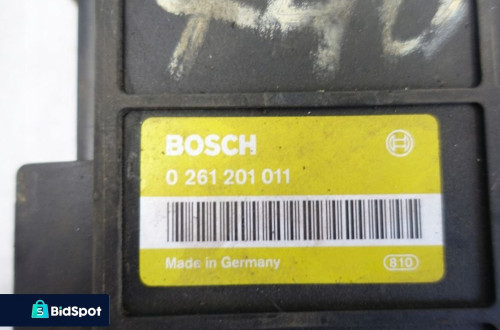 BOSCH
0 261 201 011
Made in Germany
810
BidSpot